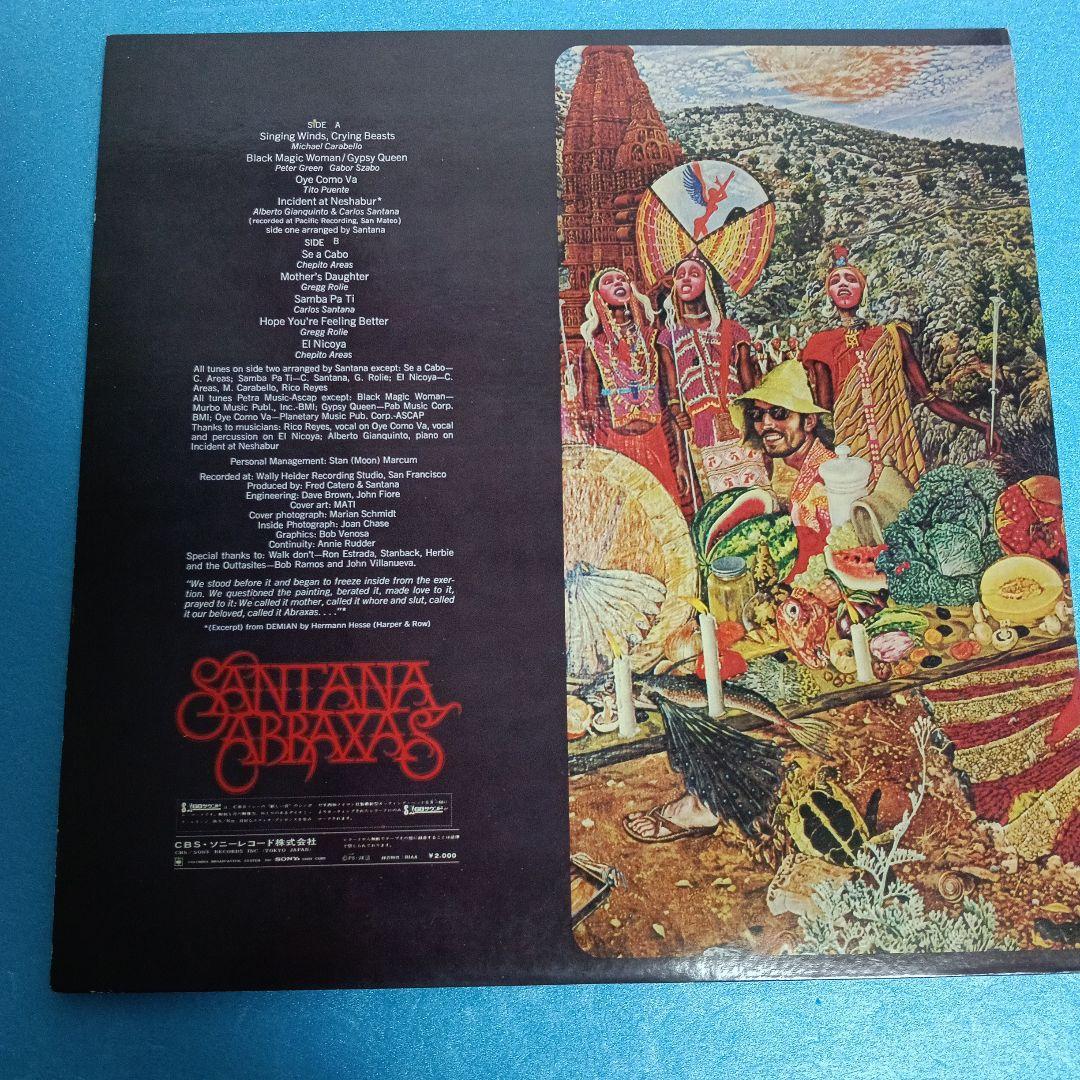 SIDE A
Singing Winds, Crying Beasts
Michael Carabello
Black Magic Woman/Gypsy Queen
Peter Green Gabor Szabo
Oye Como Va
Tito Puente
Incident at Neshabur*
Alberto Gianquinto & Carlos Santana
(recorded at Pacific Recording, San Mateo)
side one arranged by Santana
SIDE B
Se a Cabo
Chepito Areas
Mother's Daughter
Gregg Rolie
Samba Pa Ti
Carlos Santana
Hope You're Feeling Better
Gregg Rolie
El Nicoya
Chepito Areas
All tunes on side two arranged by Santana except: Se a Cabo—
C. Areas; Samba Pa Ti—C. Santana, G. Rolie; El Nicoya—C.
Areas, M. Carabello, Rico Reyes
All tunes Petra Music-Ascap except: Black Magic Woman—
Murbo Music Publ., Inc.-BMI; Gypsy Queen—Pab Music Corp.
BMI; Oye Como Va—Planetary Music Pub. Corp.-ASCAP
Thanks to musicians: Rico Reyes, vocal on Oye Como Va, vocal
and percussion on El Nicoya; Alberto Gianquinto, piano on
Incident at Neshabur
Personal Management: Stan (Moon) Marcum
Recorded at: Wally Heider Recording Studio, San Francisco
Produced by: Fred Catero & Santana
Engineering: Dave Brown, John Fiore
Cover art: MATI
Cover photograph: Marian Schmidt
Inside Photograph: Joan Chase
Graphics: Bob Venosa
Continuity: Annie Rudder
Special thanks to: Walk don't—Ron Estrada, Stanback, Herbie
and the Outtasites—Bob Ramos and John Villanueva.
"We stood before it and began to freeze inside from the exer-
tion. We questioned the painting, berated it, made love to it,
prayed to it: We called it mother, called it whore and slut, called
it our beloved, called it Abraxas. . . ."*
*(Excerpt) from DEMIAN by Hermann Hesse (Harper & Row)
SANTANA
ABRAXAS
CBS・ソニーレコード株式会社
CBS/SONY RECORDS INC (TOKYO JAPAN)
SONY
RIAA ¥2.000